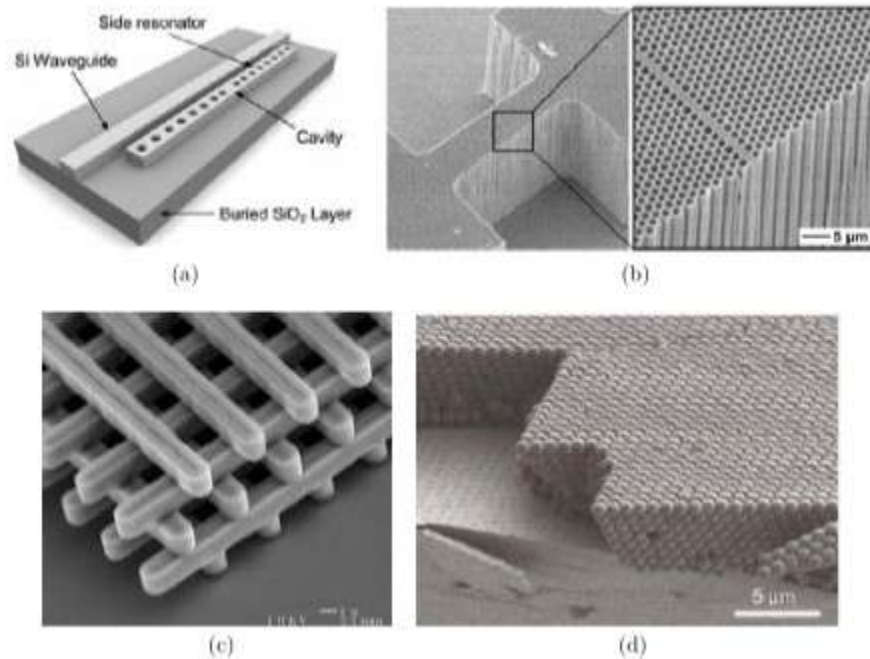 Side resonator
Si Waveguide
Cavity
Buried SiO₂ Layer
5 μm
(a)
(b)
5 μm
(c)
(d)